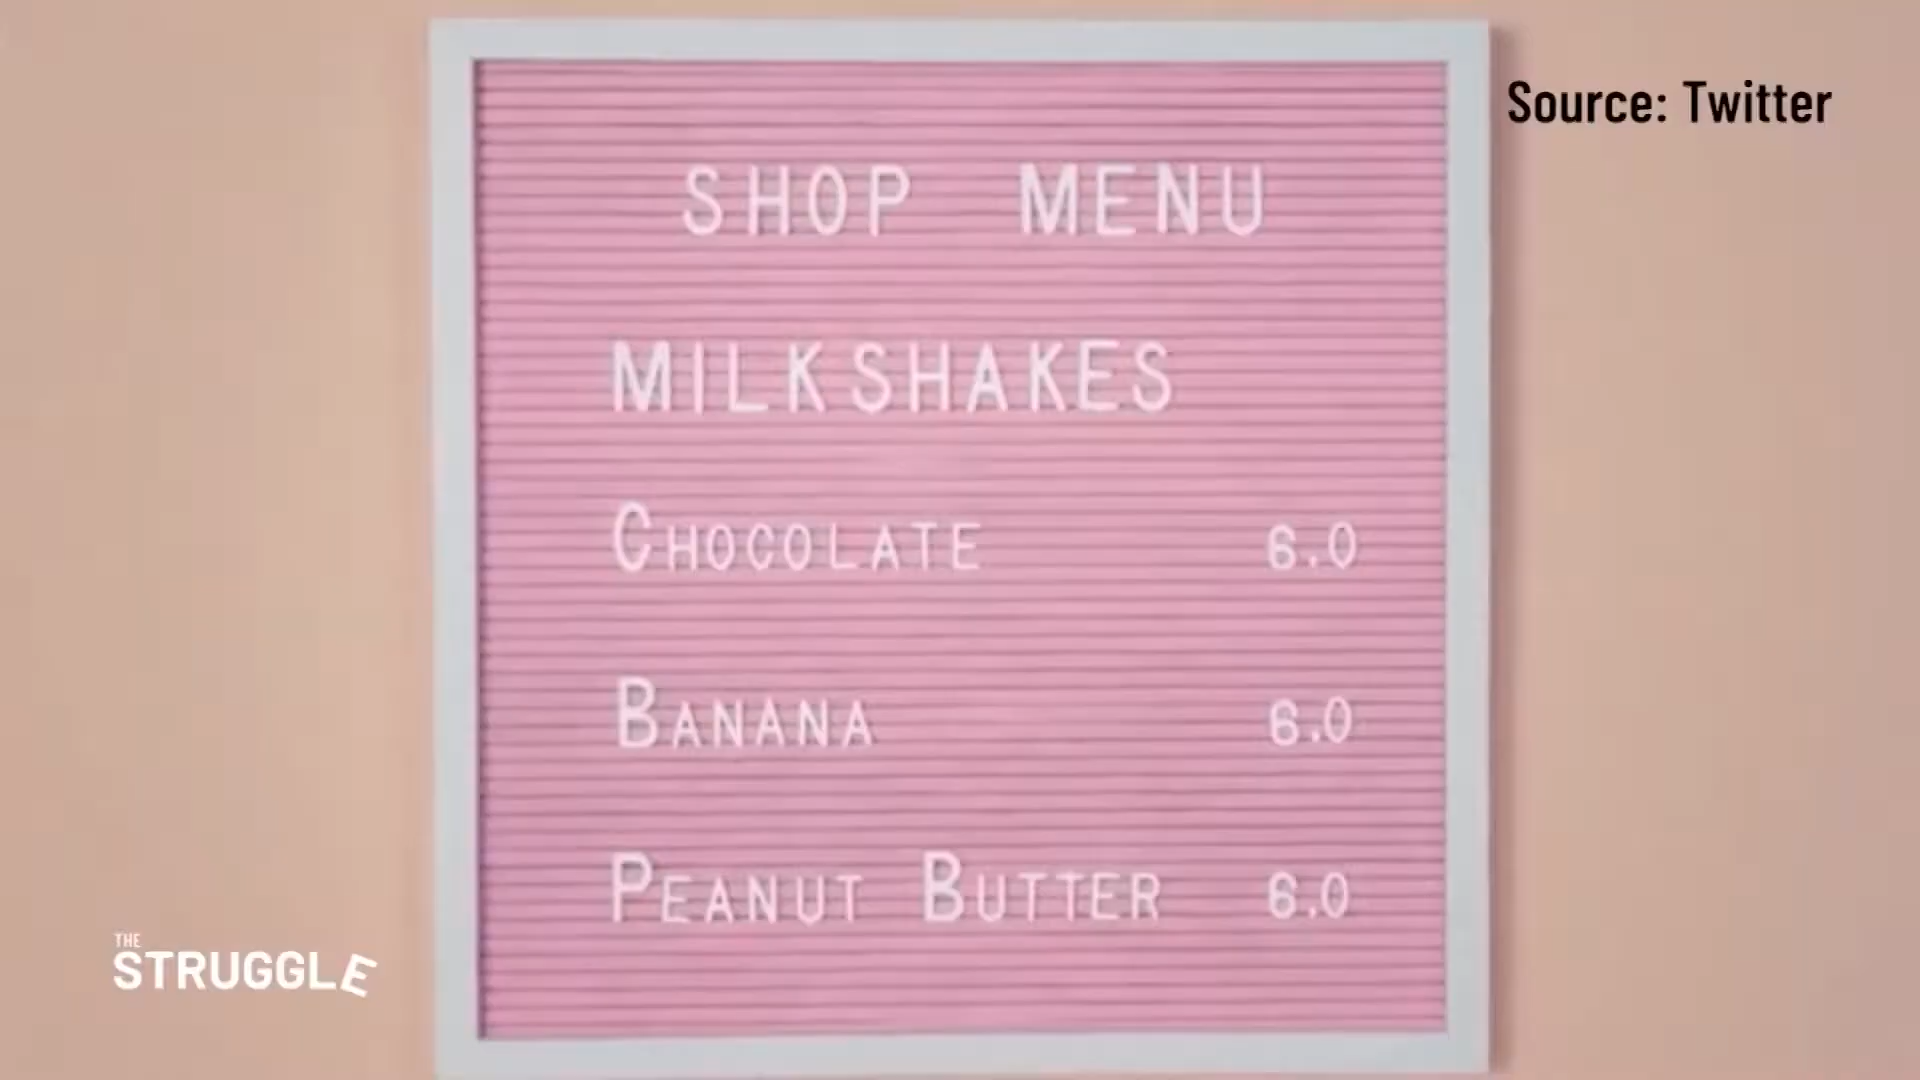 Source: Twitter
SHOP MENU
MILKSHAKES
CHOCOLATE 6.0
BANANA 6.0
PEANUT BUTTER 6.0
THE
STRUGGLE